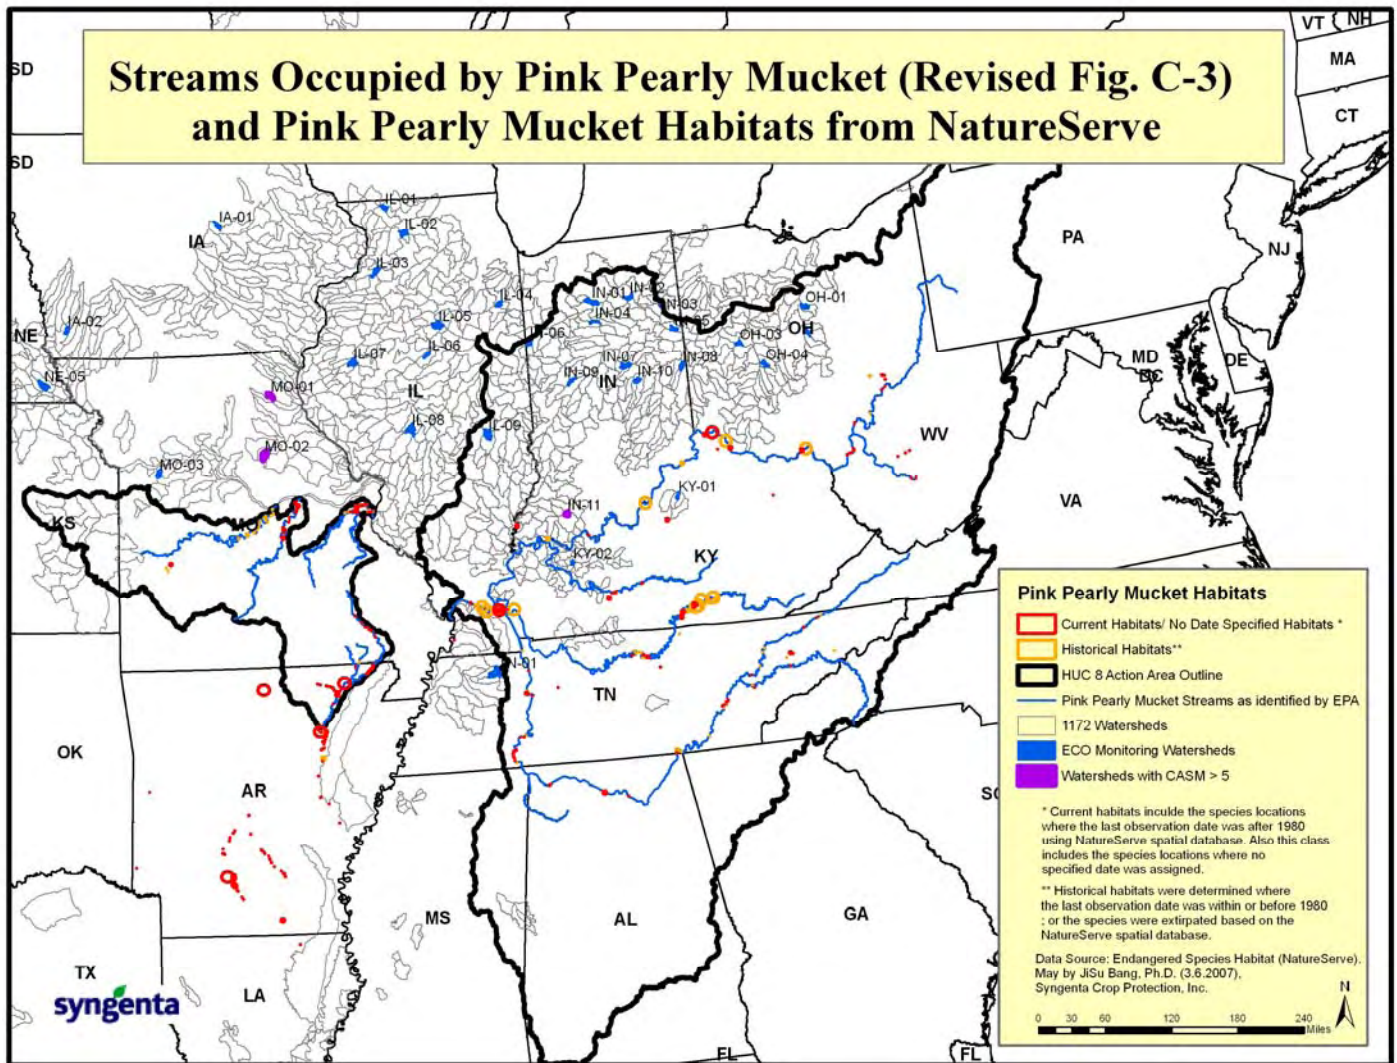 Streams Occupied by Pink Pearly Mucket (Revised Fig. C-3)
and Pink Pearly Mucket Habitats from NatureServe
VT
NH
MA
CT
SD
SD
IA-01
IA
IL-01
IL-02
IL-03
PA
NJ
IA-02
NE
NE-05
IL-04
IL-05
IL-06
IL-07
IL
IL-08
IL-09
IN-01
IN-02
IN-03
IN-04
IN-06
IN-07
IN-08
IN-09
IN-10
IN
OH-01
OH-03
OH
OH-04
MD
DC
DE
MO-01
MO-02
MO-03
WV
VA
KS
MO
IN-11
KY-01
KY-02
KY
N-01
TN
OK
AR
SC
TX
LA
MS
AL
GA
FL
FL
syngenta
Pink Pearly Mucket Habitats
Current Habitats/ No Date Specified Habitats *
Historical Habitats**
HUC 8 Action Area Outline
Pink Pearly Mucket Streams as identified by EPA
1172 Watersheds
ECO Monitoring Watersheds
Watersheds with CASM > 5
* Current habitats inculde the species locations
where the last observation date was after 1980
using NatureServe spatial database. Also this class
includes the species locations where no
specified date was assigned.
** Historical habitats were determined where
the last observation date was within or before 1980
; or the species were extirpated based on the
NatureServe spatial database.
Data Source: Endangered Species Habitat (NatureServe).
May by JiSu Bang, Ph.D. (3.6.2007),
Syngenta Crop Protection, Inc.
N
0 30 60 120 180 240
Miles